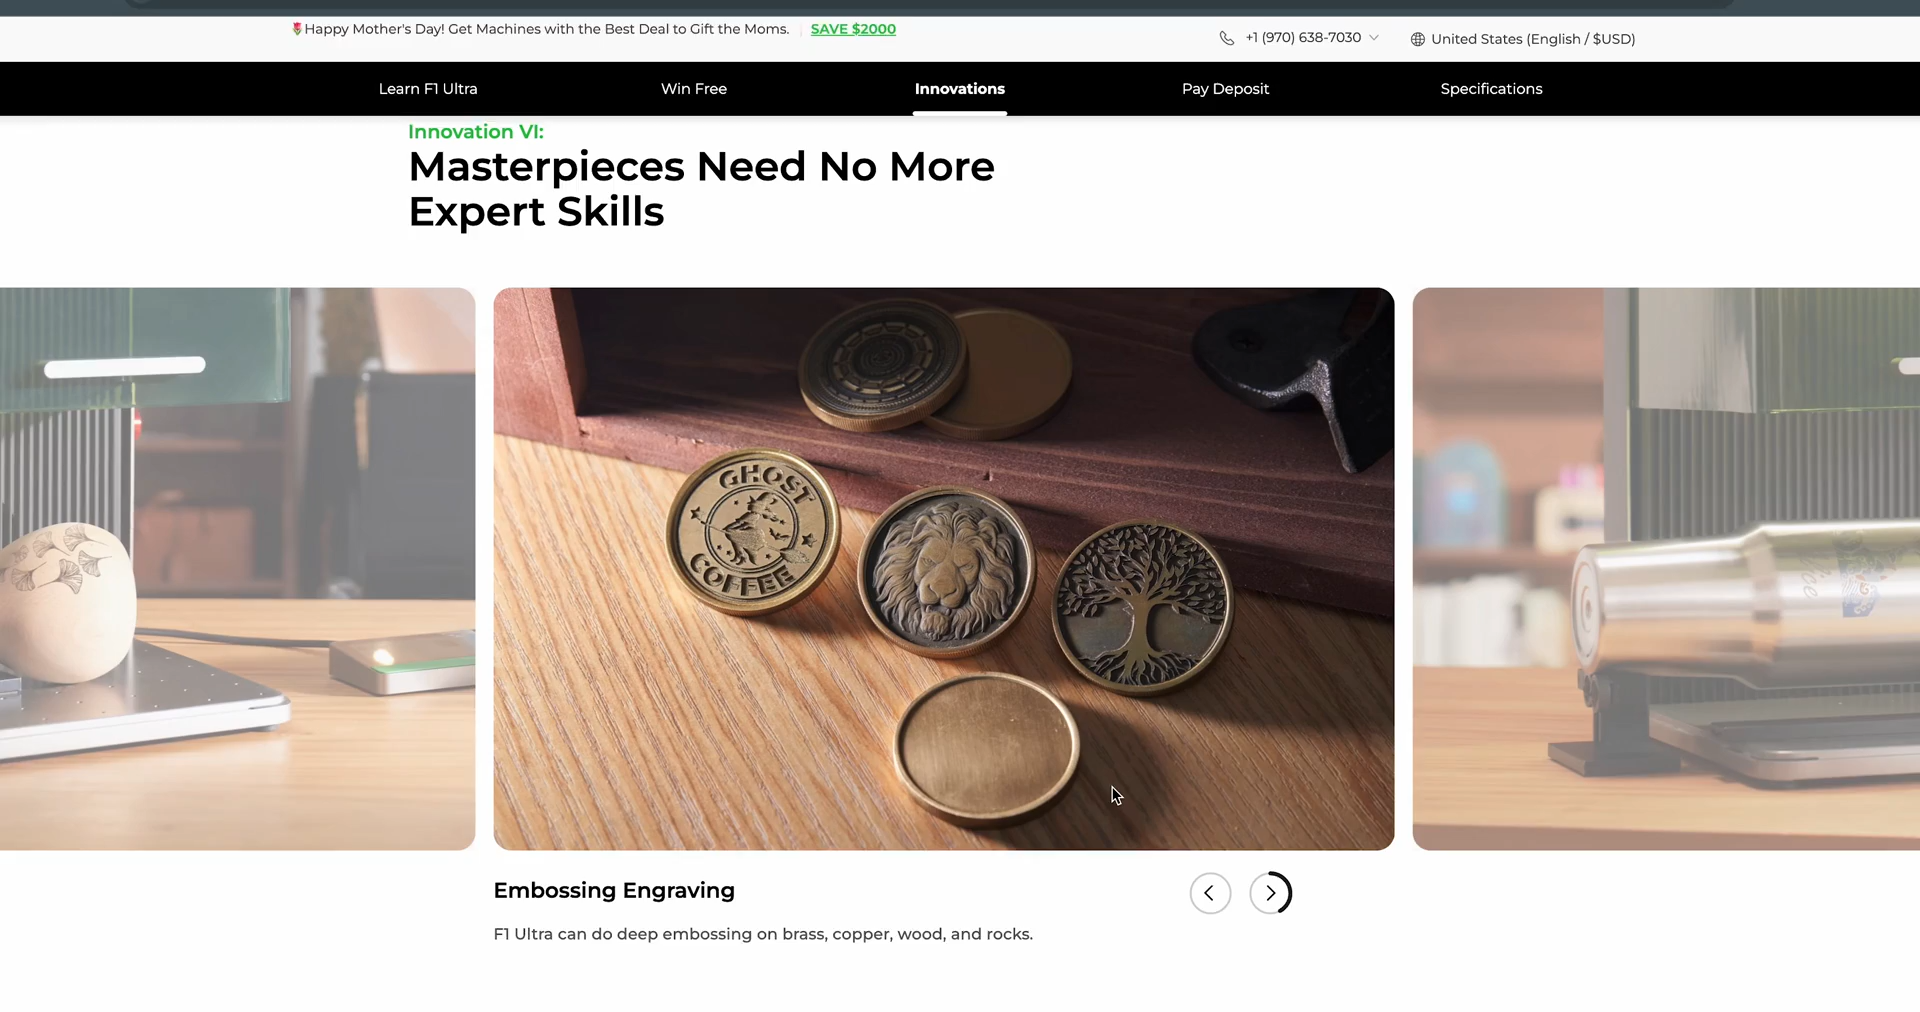 🌷Happy Mother's Day! Get Machines with the Best Deal to Gift the Moms. SAVE $2000
+1 (970) 638-7030
United States (English / $USD)
Learn F1 Ultra
Win Free
Innovations
Pay Deposit
Specifications
Innovation VI:
Masterpieces Need No More
Expert Skills
GHOST
COFFEE
Embossing Engraving
F1 Ultra can do deep embossing on brass, copper, wood, and rocks.